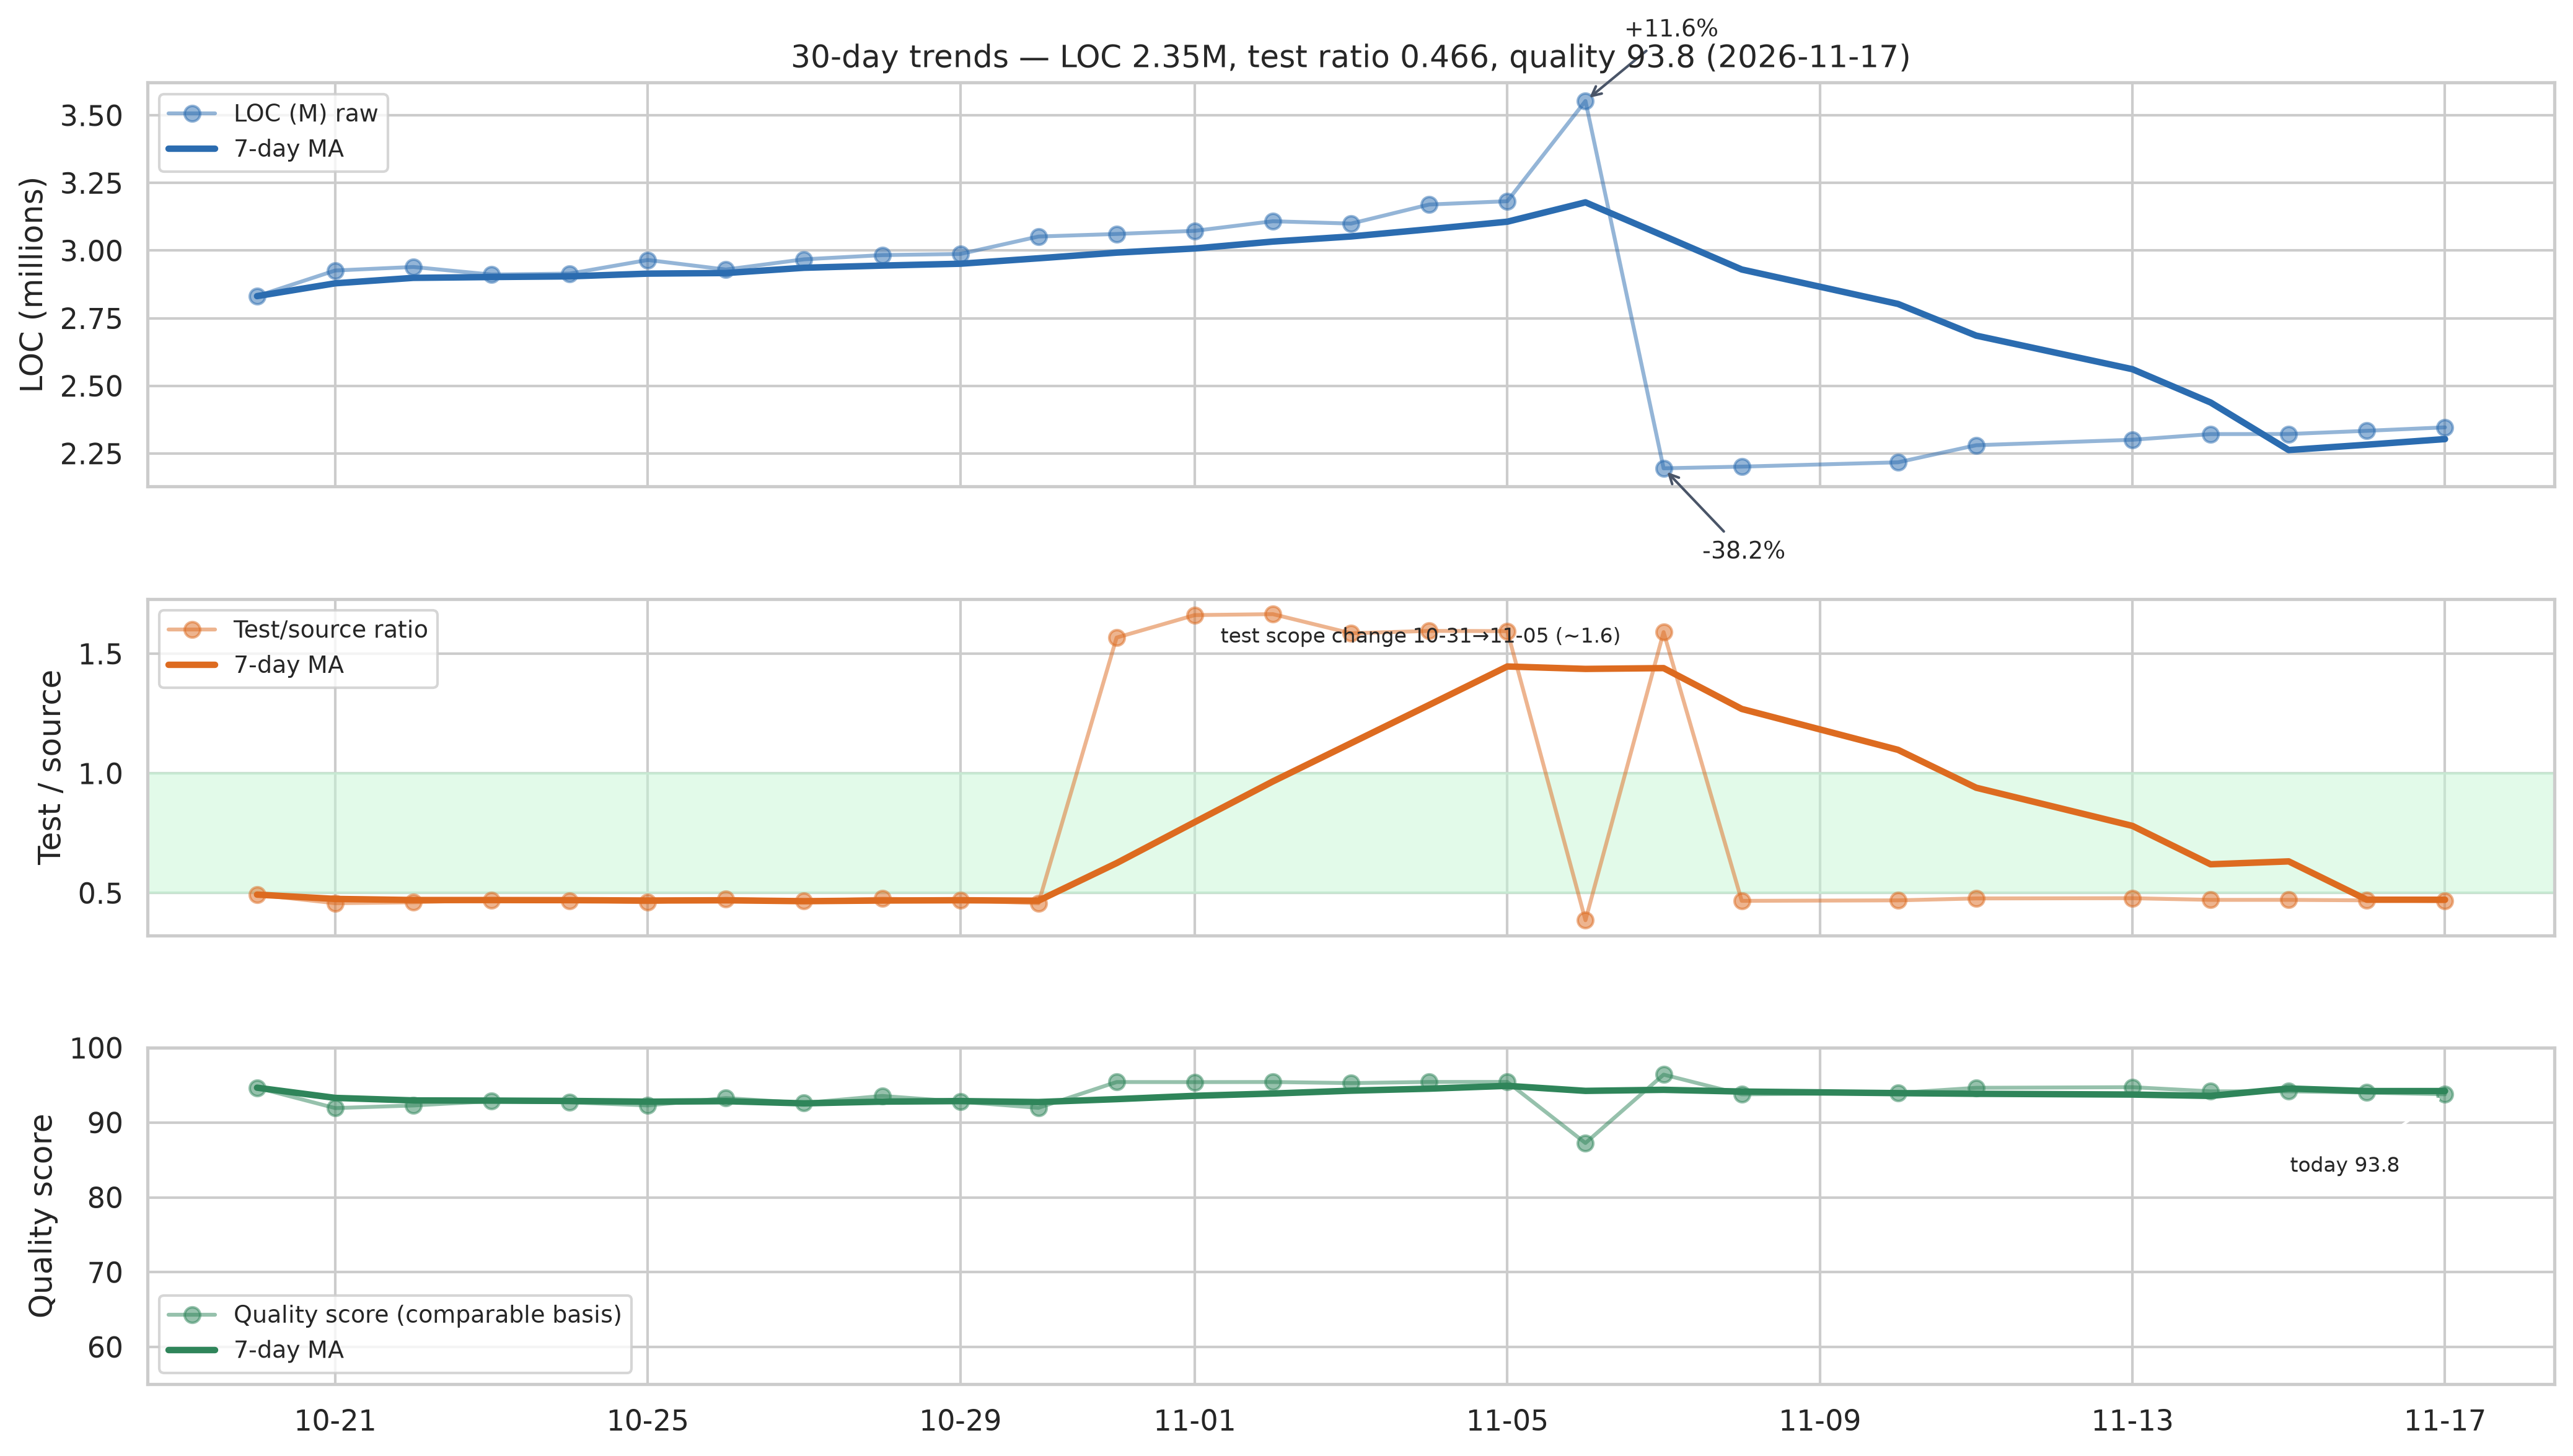 +11.6%
30-day trends — LOC 2.35M, test ratio 0.466, quality 93.8 (2026-11-17)
LOC (M) raw
7-day MA
LOC (millions)
3.50
3.25
3.00
2.75
2.50
2.25
-38.2%
Test/source ratio
7-day MA
test scope change 10-31→11-05 (~1.6)
Test / source
1.5
1.0
0.5
Quality score
100
90
80
70
60
today 93.8
Quality score (comparable basis)
7-day MA
10-21
10-25
10-29
11-01
11-05
11-09
11-13
11-17